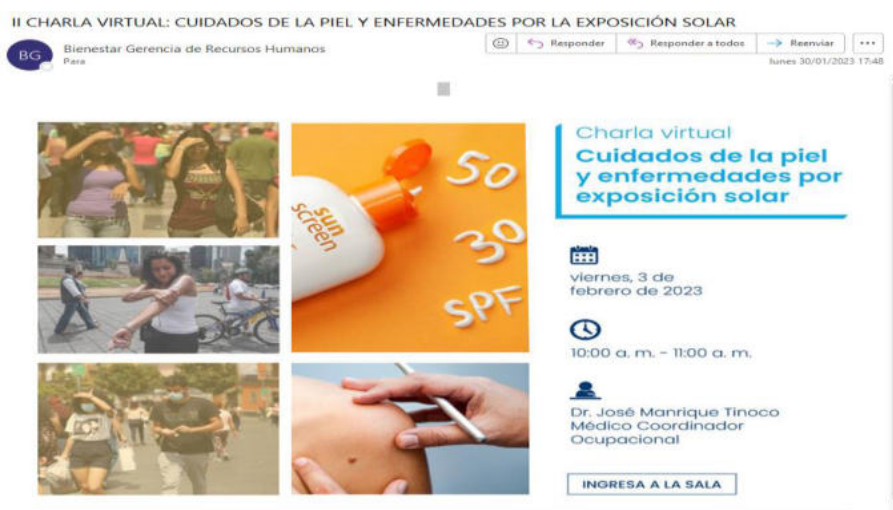 II CHARLA VIRTUAL: CUIDADOS DE LA PIEL Y ENFERMEDADES POR LA EXPOSICIÓN SOLAR
BG
Bienestar Gerencia de Recursos Humanos
Para
Responder
Responder a todos
Reenviar
lunes 30/01/2023 17:48
sun
screen
50
30
SPF
Charla virtual
Cuidados de la piel
y enfermedades por
exposición solar
viernes, 3 de
febrero de 2023
10:00 a. m. - 11:00 a. m.
Dr. José Manrique Tinoco
Médico Coordinador
Ocupacional
INGRESA A LA SALA